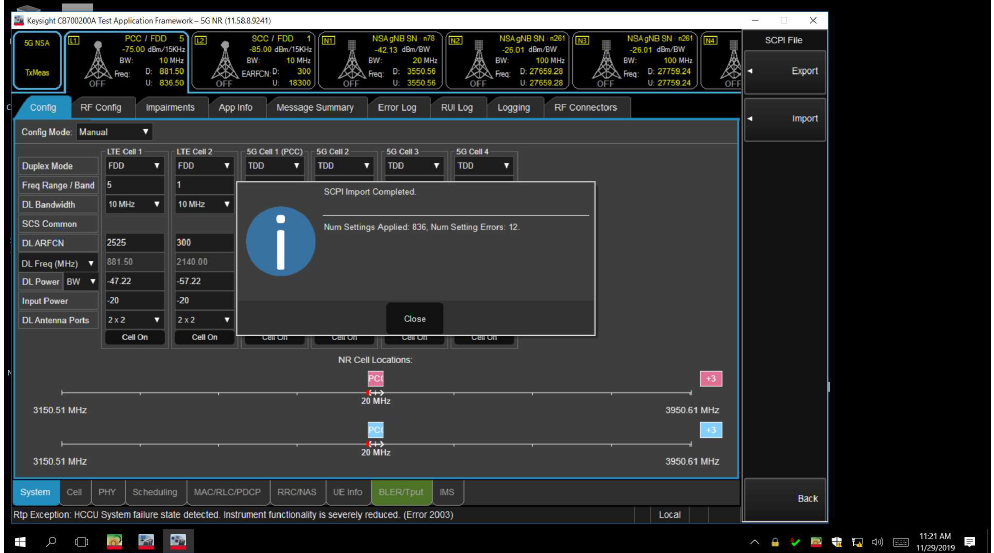 Keysight C8700200A Test Application Framework – 5G NR (11.58.8.9241)
5G NSA
TxMeas
L1 PCC / FDD 5
-75.00 dBm/15KHz
BW: 10 MHz
Freq: D: 881.50
U: 836.50
OFF
L2 SCC / FDD 1
-85.00 dBm/15KHz
BW: 10 MHz
EARFCN: D: 300
U: 18300
OFF
N1 NSAgNB SN - n78
-42.13 dBm/BW
BW: 20 MHz
Freq: D: 3550.56
U: 3550.56
OFF
N2 NSAgNB SN - n261
-26.01 dBm/BW
BW: 100 MHz
Freq: D: 27659.28
U: 27659.28
OFF
N3 NSAgNB SN - n261
-26.01 dBm/BW
BW: 100 MHz
Freq: D: 27759.24
U: 27759.24
OFF
N4
OFF
SCPI File
Export
Import
Back
Config RF Config Impairments App Info Message Summary Error Log RUI Log Logging RF Connectors
Config Mode: Manual
LTE Cell 1 LTE Cell 2 5G Cell 1 (PCC) 5G Cell 2 5G Cell 3 5G Cell 4
Duplex Mode FDD FDD TDD TDD TDD TDD
Freq Range / Band 5 1
DL Bandwidth 10 MHz 10 MHz
SCS Common
DL ARFCN 2525 300
DL Freq (MHz) 881.50 2140.00
DL Power BW -47.22 -57.22
Input Power -20 -20
DL Antenna Ports 2 x 2 2 x 2
Cell On Cell On Cell On Cell On Cell On Cell On
SCPI Import Completed.
Num Settings Applied: 836, Num Setting Errors: 12.
Close
NR Cell Locations:
PC +3
20 MHz
3150.51 MHz 3950.61 MHz
PC +3
20 MHz
3150.51 MHz 3950.61 MHz
System Cell PHY Scheduling MAC/RLC/PDCP RRC/NAS UE Info BLER/Tput IMS
Rtp Exception: HCCU System failure state detected. Instrument functionality is severely reduced. (Error 2003) Local
11:21 AM
11/29/2019